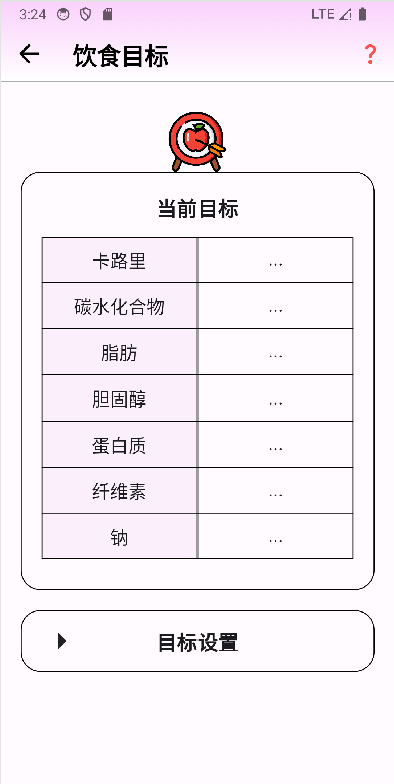 3:24 LTE
饮食目标 ?
当前目标
卡路里 ...
碳水化合物 ...
脂肪 ...
胆固醇 ...
蛋白质 ...
纤维素 ...
钠 ...
目标设置